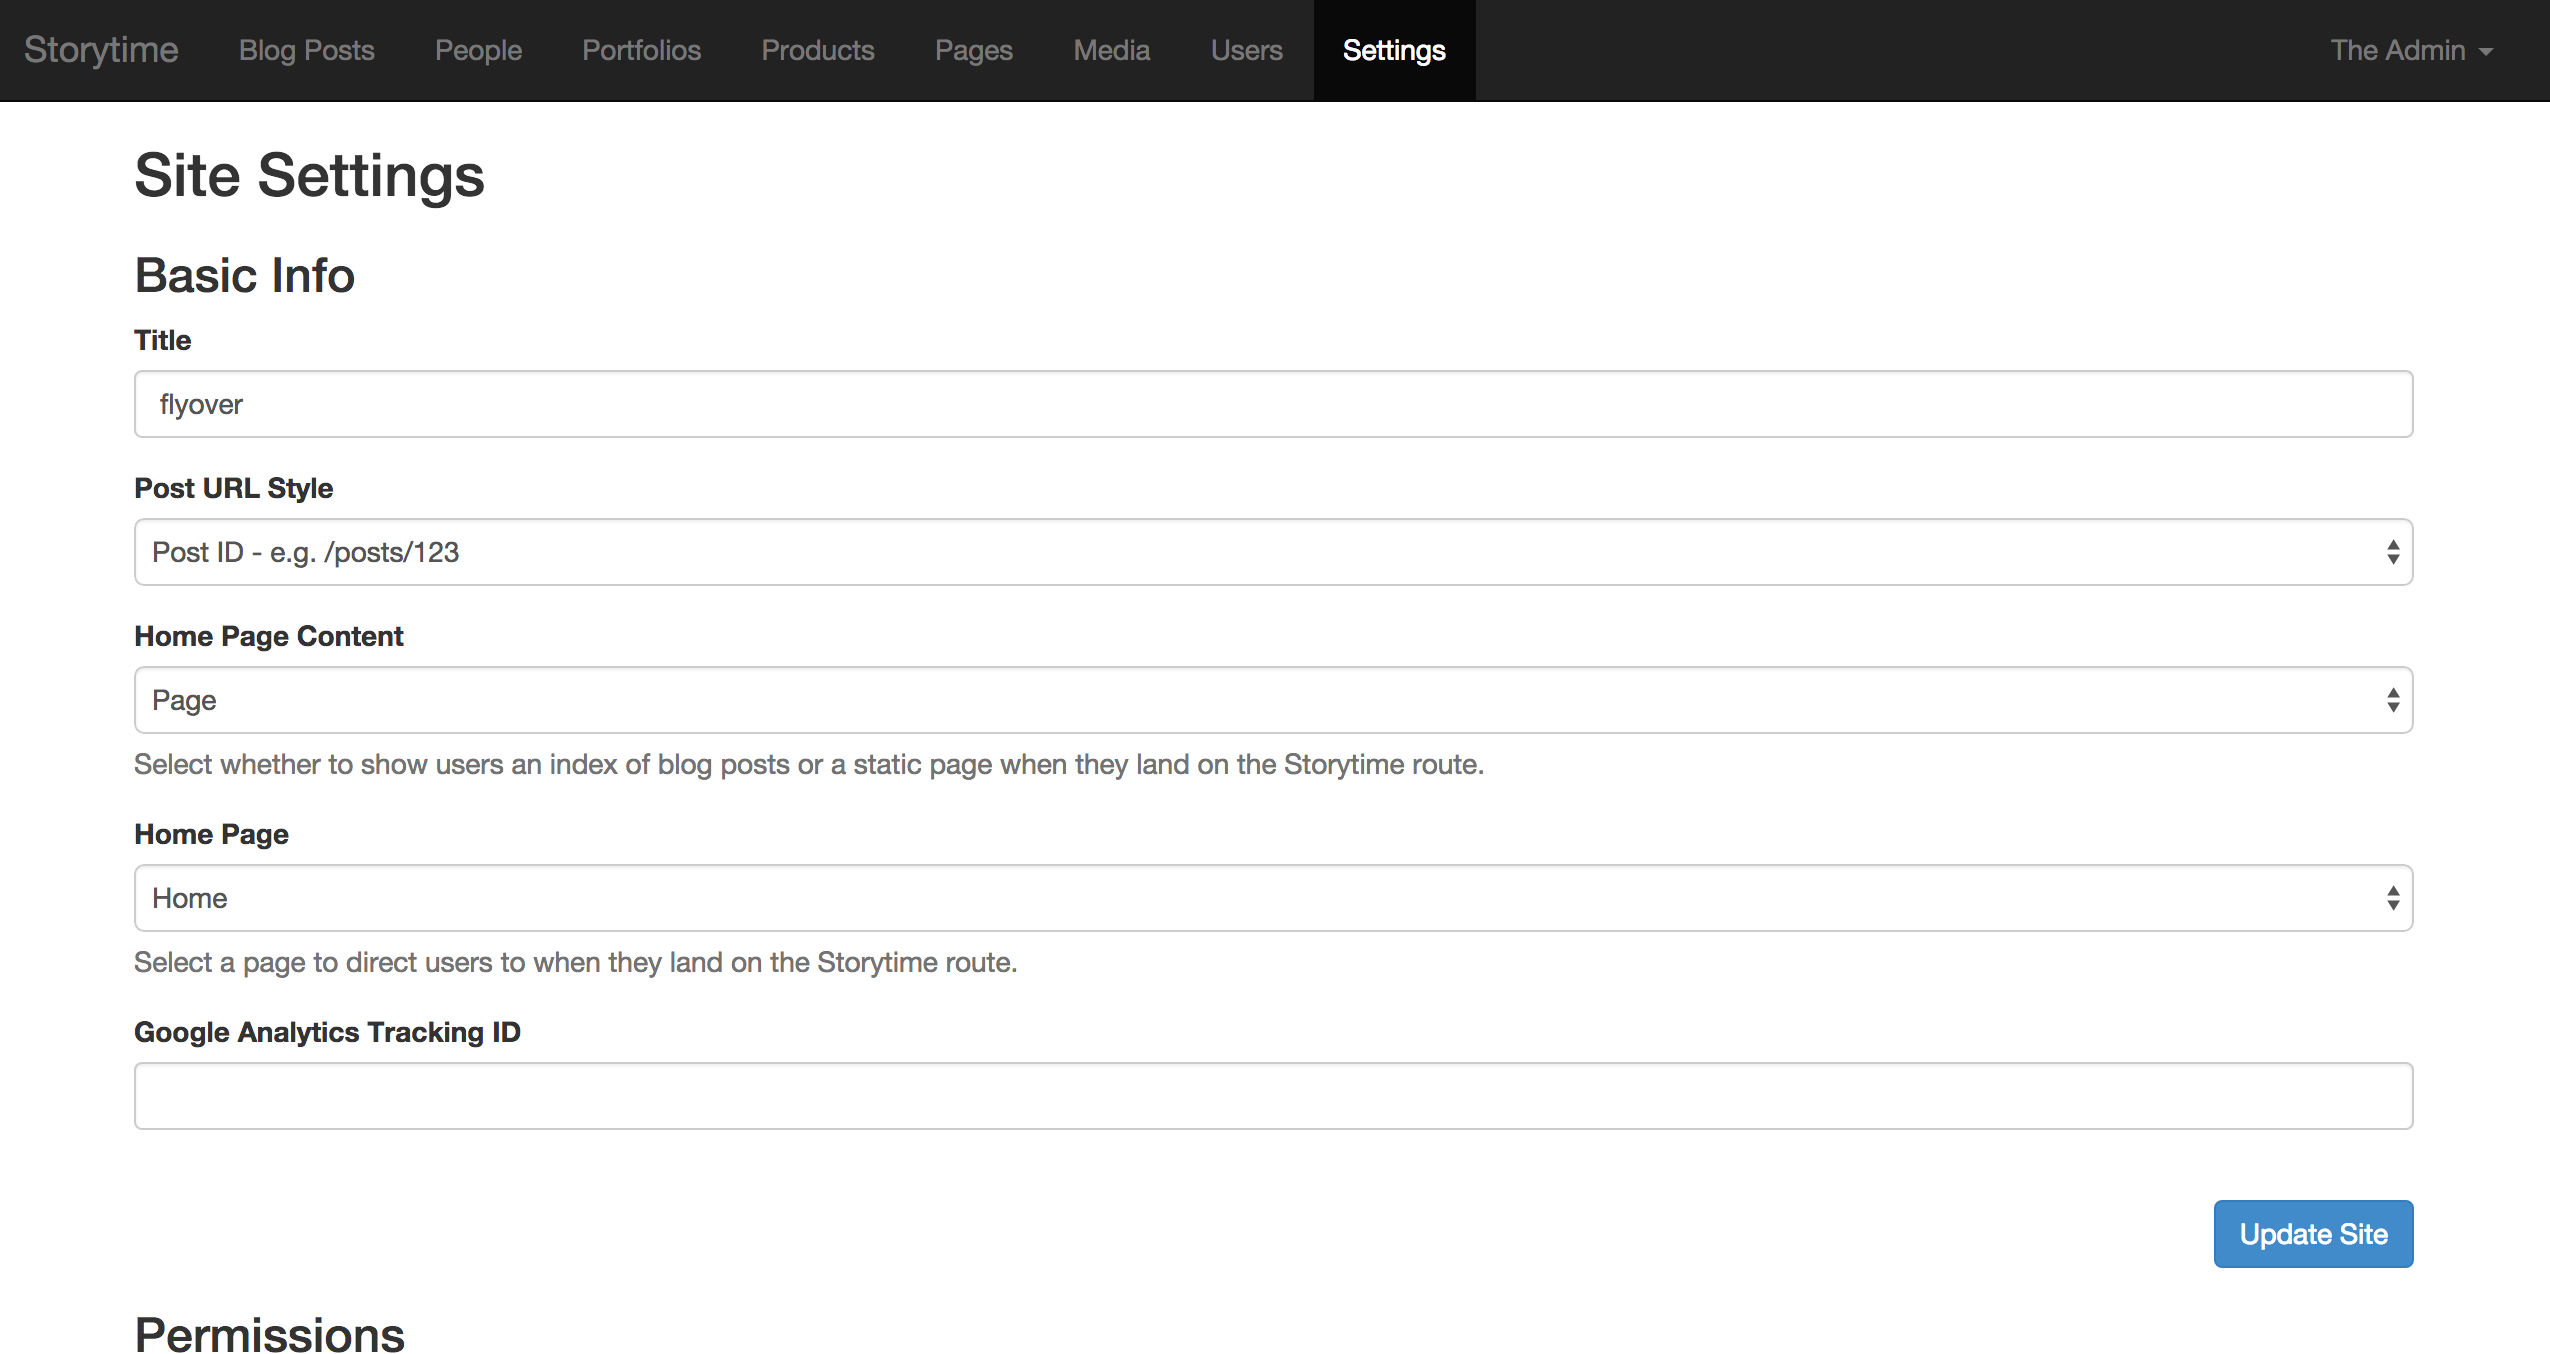 Storytime Blog Posts People Portfolios Products Pages Media Users Settings The Admin
Site Settings
Basic Info
Title
flyover
Post URL Style
Post ID - e.g. /posts/123
Home Page Content
Page
Select whether to show users an index of blog posts or a static page when they land on the Storytime route.
Home Page
Home
Select a page to direct users to when they land on the Storytime route.
Google Analytics Tracking ID
Update Site
Permissions